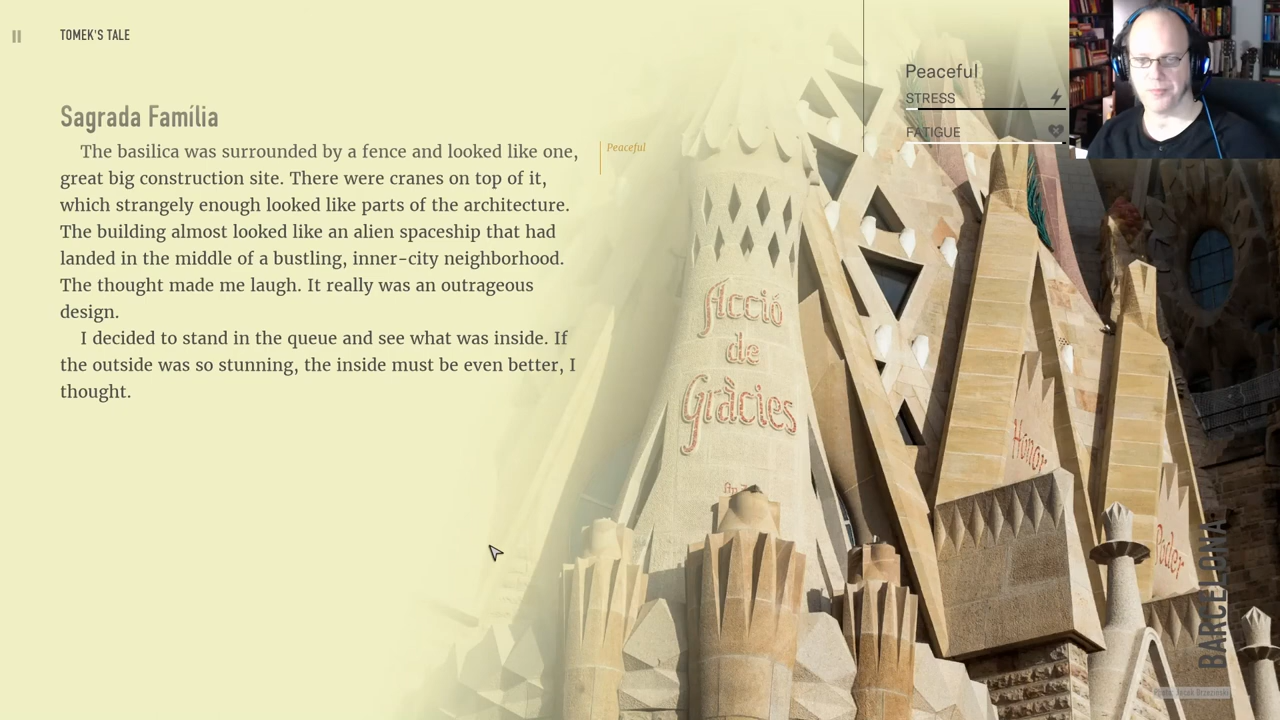 TOMEK'S TALE
Sagrada Família
The basilica was surrounded by a fence and looked like one,
great big construction site. There were cranes on top of it,
which strangely enough looked like parts of the architecture.
The building almost looked like an alien spaceship that had
landed in the middle of a bustling, inner-city neighborhood.
The thought made me laugh. It really was an outrageous
design.
I decided to stand in the queue and see what was inside. If
the outside was so stunning, the inside must be even better, I
thought.
Peaceful
Peaceful
STRESS
FATIGUE
Acció
de
Gràcies
Honor
Poder
BARCELONA